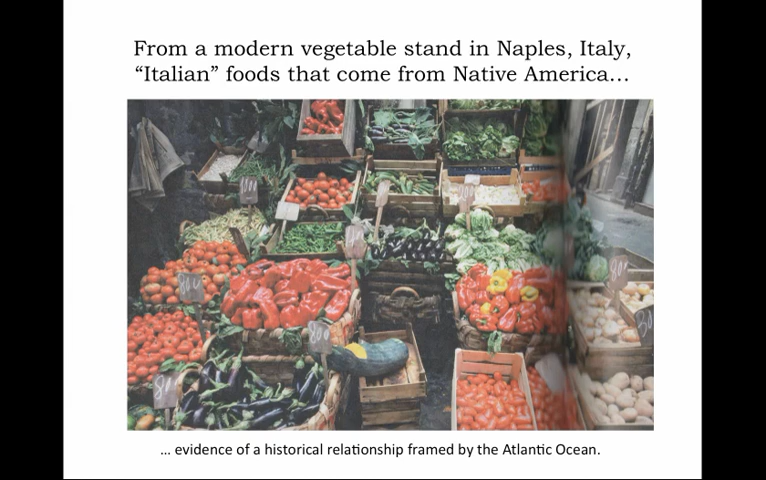 From a modern vegetable stand in Naples, Italy,
“Italian” foods that come from Native America…
… evidence of a historical relationship framed by the Atlantic Ocean.